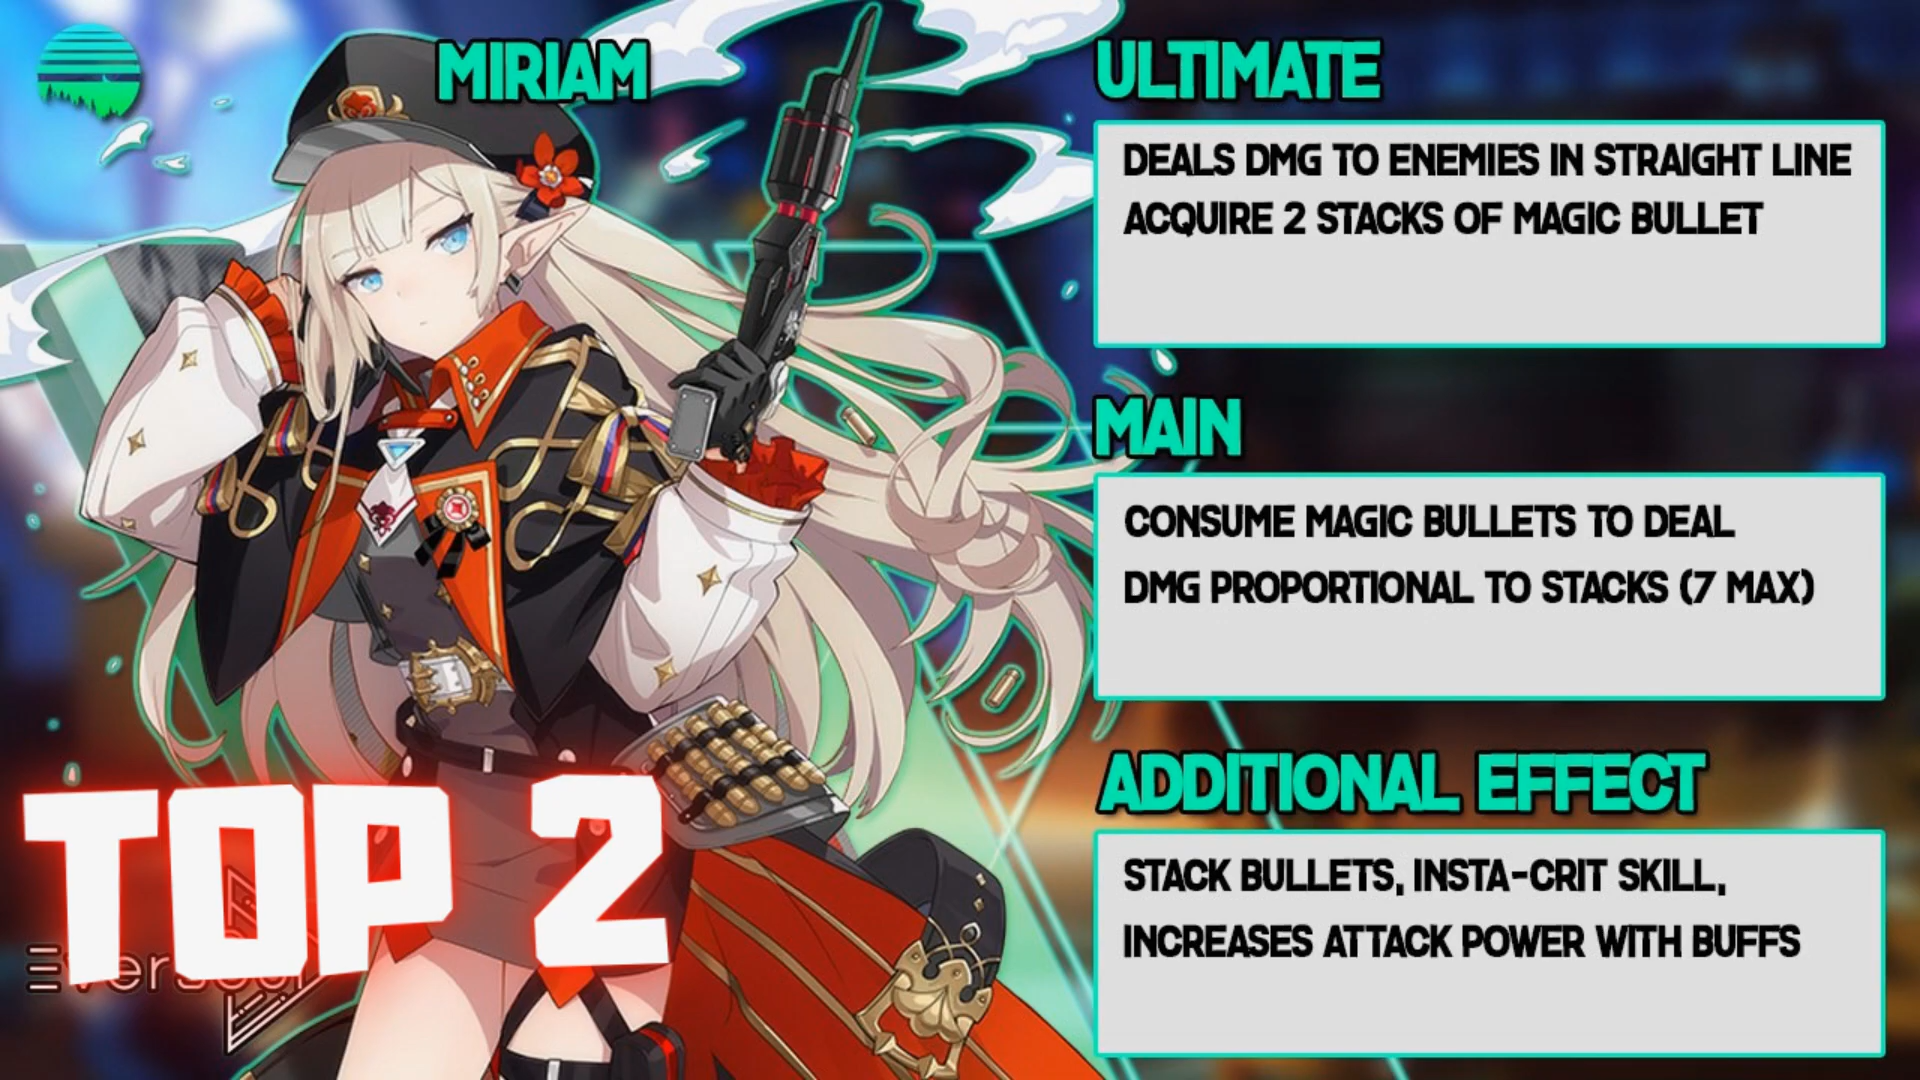 MIRIAM
ULTIMATE
DEALS DMG TO ENEMIES IN STRAIGHT LINE
ACQUIRE 2 STACKS OF MAGIC BULLET
MAIN
CONSUME MAGIC BULLETS TO DEAL
DMG PROPORTIONAL TO STACKS (7 MAX)
ADDITIONAL EFFECT
STACK BULLETS, INSTA-CRIT SKILL,
INCREASES ATTACK POWER WITH BUFFS
TOP 2